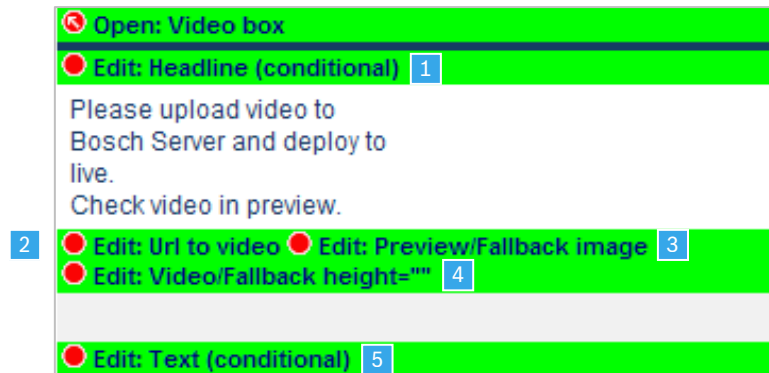 Open: Video box
Edit: Headline (conditional) 1
Please upload video to
Bosch Server and deploy to
live.
Check video in preview.
2 Edit: Url to video Edit: Preview/Fallback image 3
Edit: Video/Fallback height="" 4
Edit: Text (conditional) 5